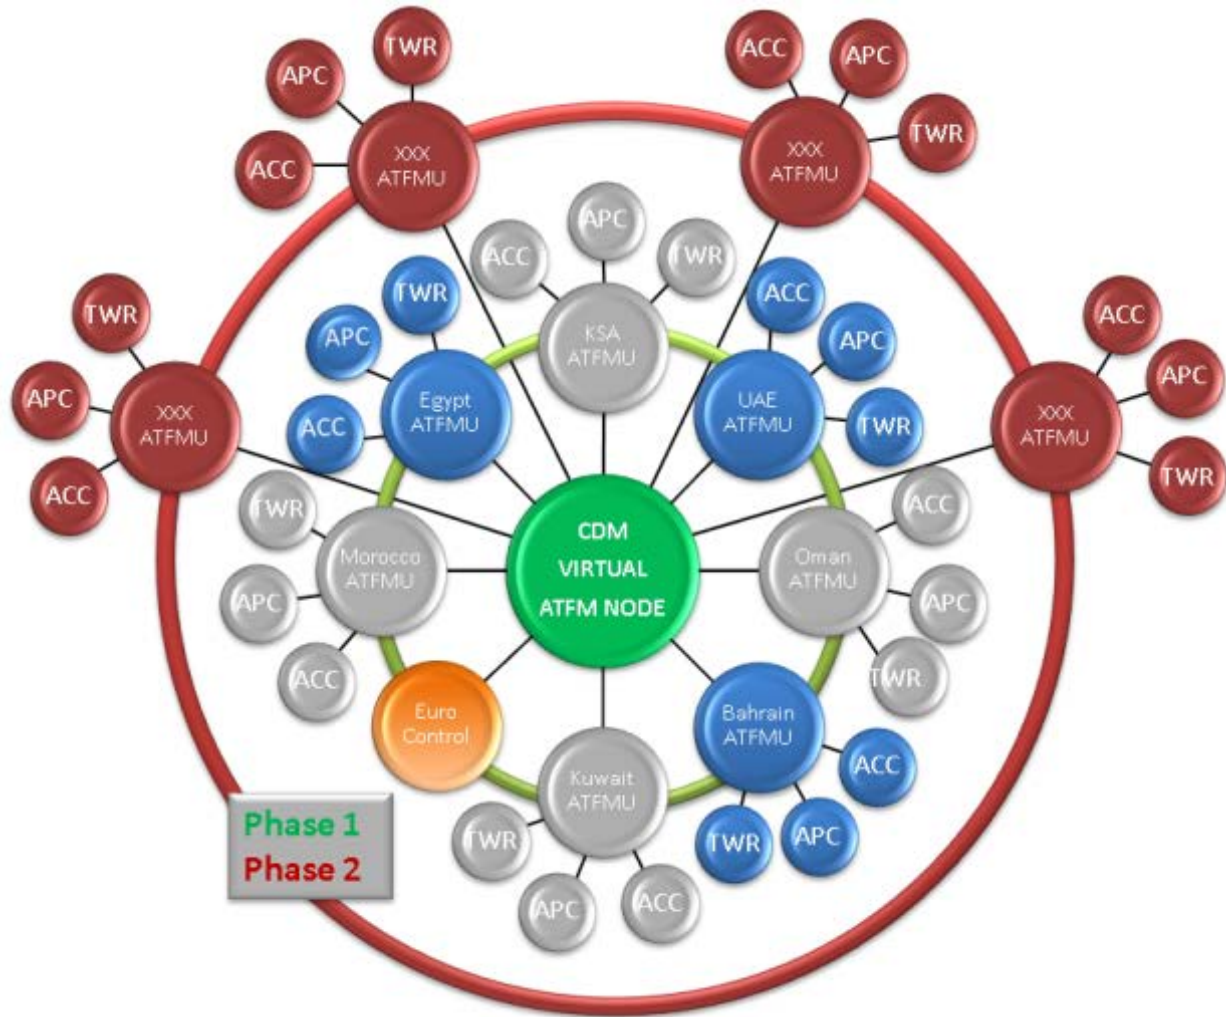 TWR
APC
ACC
XXX
ATFMU
ACC
APC
TWR
XXX
ATFMU
TWR
APC
ACC
XXX
ATFMU
ACC
APC
TWR
XXX
ATFMU
ACC
APC
TWR
KSA
ATFMU
TWR
APC
ACC
Egypt
ATFMU
ACC
APC
TWR
UAE
ATFMU
TWR
APC
ACC
Morocco
ATFMU
CDM
VIRTUAL
ATFM NODE
Oman
ATFMU
ACC
APC
TWR
Euro
Control
Kuwait
ATFMU
TWR
APC
ACC
Bahrain
ATFMU
ACC
APC
TWR
Phase 1
Phase 2